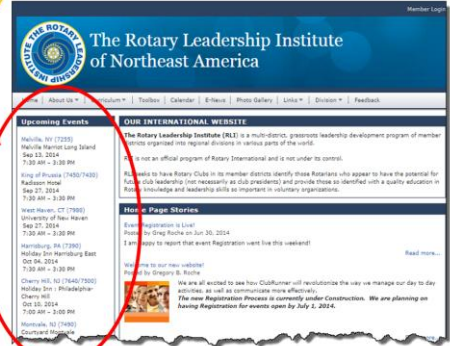 Member Login
THE ROTARY LEADERSHIP INSTITUTE
The Rotary Leadership Institute
of Northeast America
Home | About Us | Curriculum | Toolbox | Calendar | E-News | Photo Gallery | Links | Division | Feedback
Upcoming Events
Melville, NY (7255)
Melville Marriot Long Island
Sep 13, 2014
7:30 AM – 3:30 PM
King of Prussia (7450/7430)
Radisson Hotel
Sep 27, 2014
7:30 AM – 3:30 PM
West Haven, CT (7980)
University of New Haven
Sep 27, 2014
7:30 AM – 3:30 PM
Harrisburg, PA (7390)
Holiday Inn Harrisburg East
Oct 04, 2014
7:30 AM – 3:30 PM
Cherry Hill, NJ (7640/7500)
Holiday Inn : Philadelphia-
Cherry Hill
Oct 10, 2014
7:00 AM – 3:30 PM
Montvale, NJ (7490)
Courtyard Montvale
OUR INTERNATIONAL WEBSITE
The Rotary Leadership Institute (RLI) is a multi-district, grassroots leadership development program of member
districts organized into regional divisions in various parts of the world.
RLI is not an official program of Rotary International and is not under its control.
RLI seeks to have Rotary Clubs in its member districts identify those Rotarians who appear to have the potential for
future club leadership (not necessarily as club presidents) and provide those so identified with a quality education in
Rotary knowledge and leadership skills so important in voluntary organizations.
Home Page Stories
Event Registration is Live!
Posted by Greg Roche on Jun 30, 2014
I am happy to report that event Registration went live this weekend!
Read more...
Welcome to our new website!
Posted by Gregory B. Roche
We are all excited to see how ClubRunner will revolutionize the way we manage our day to day
activities, as well as communicate more effectively.
The new Registration Process is currently under Construction. We are planning on
having Registration for events open by July 1, 2014.